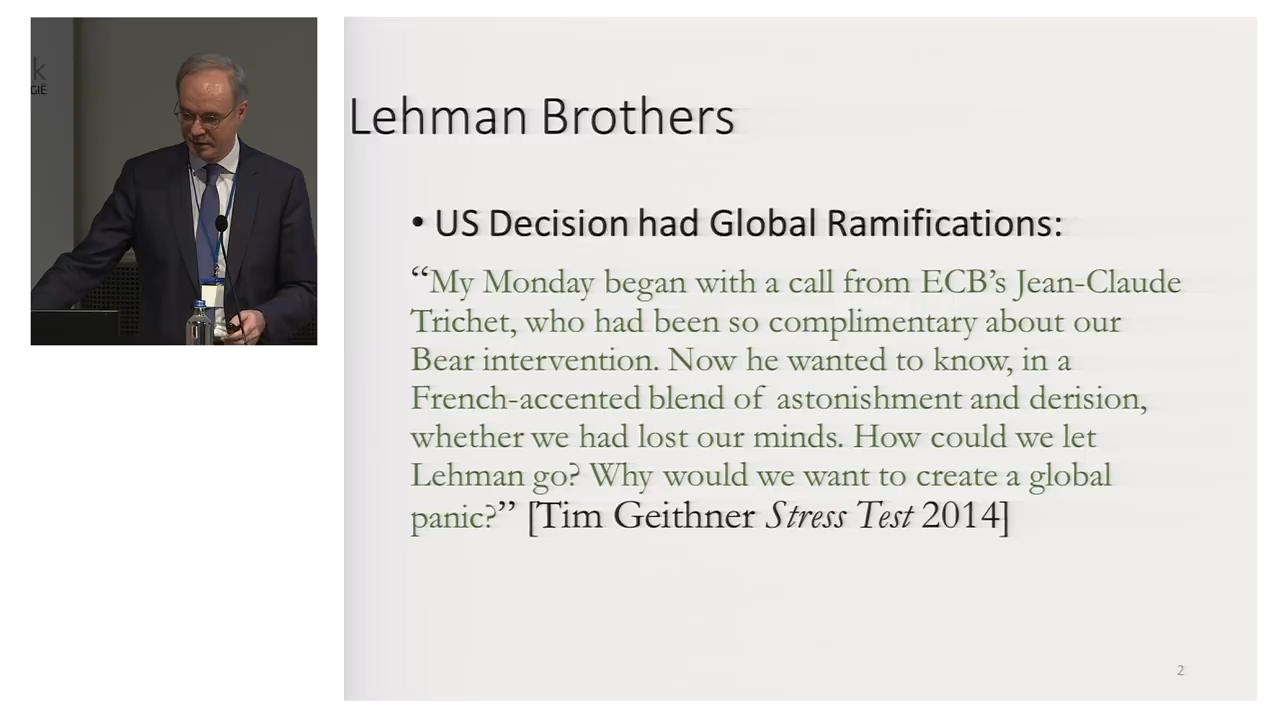 k
GIË
Lehman Brothers
• US Decision had Global Ramifications:
“My Monday began with a call from ECB’s Jean-Claude
Trichet, who had been so complimentary about our
Bear intervention. Now he wanted to know, in a
French-accented blend of astonishment and derision,
whether we had lost our minds. How could we let
Lehman go? Why would we want to create a global
panic?” [Tim Geithner Stress Test 2014]
2